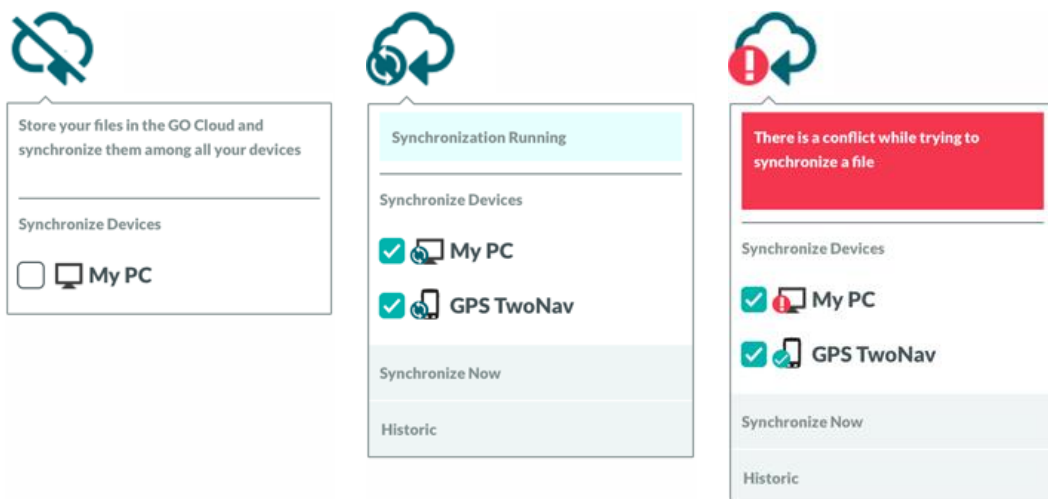 Store your files in the GO Cloud and
synchronize them among all your devices
Synchronize Devices
My PC
Synchronization Running
Synchronize Devices
My PC
GPS TwoNav
Synchronize Now
Historic
There is a conflict while trying to
synchronize a file
Synchronize Devices
My PC
GPS TwoNav
Synchronize Now
Historic